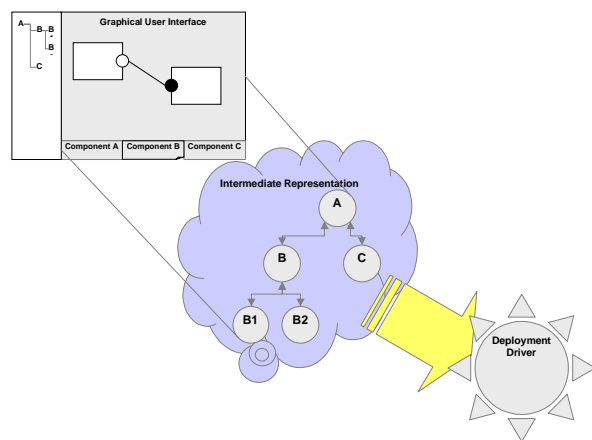 Graphical User Interface
A
B B
-
B
-
C
Component A Component B Component C
Intermediate Representation
A
B C
B1 B2
Deployment
Driver